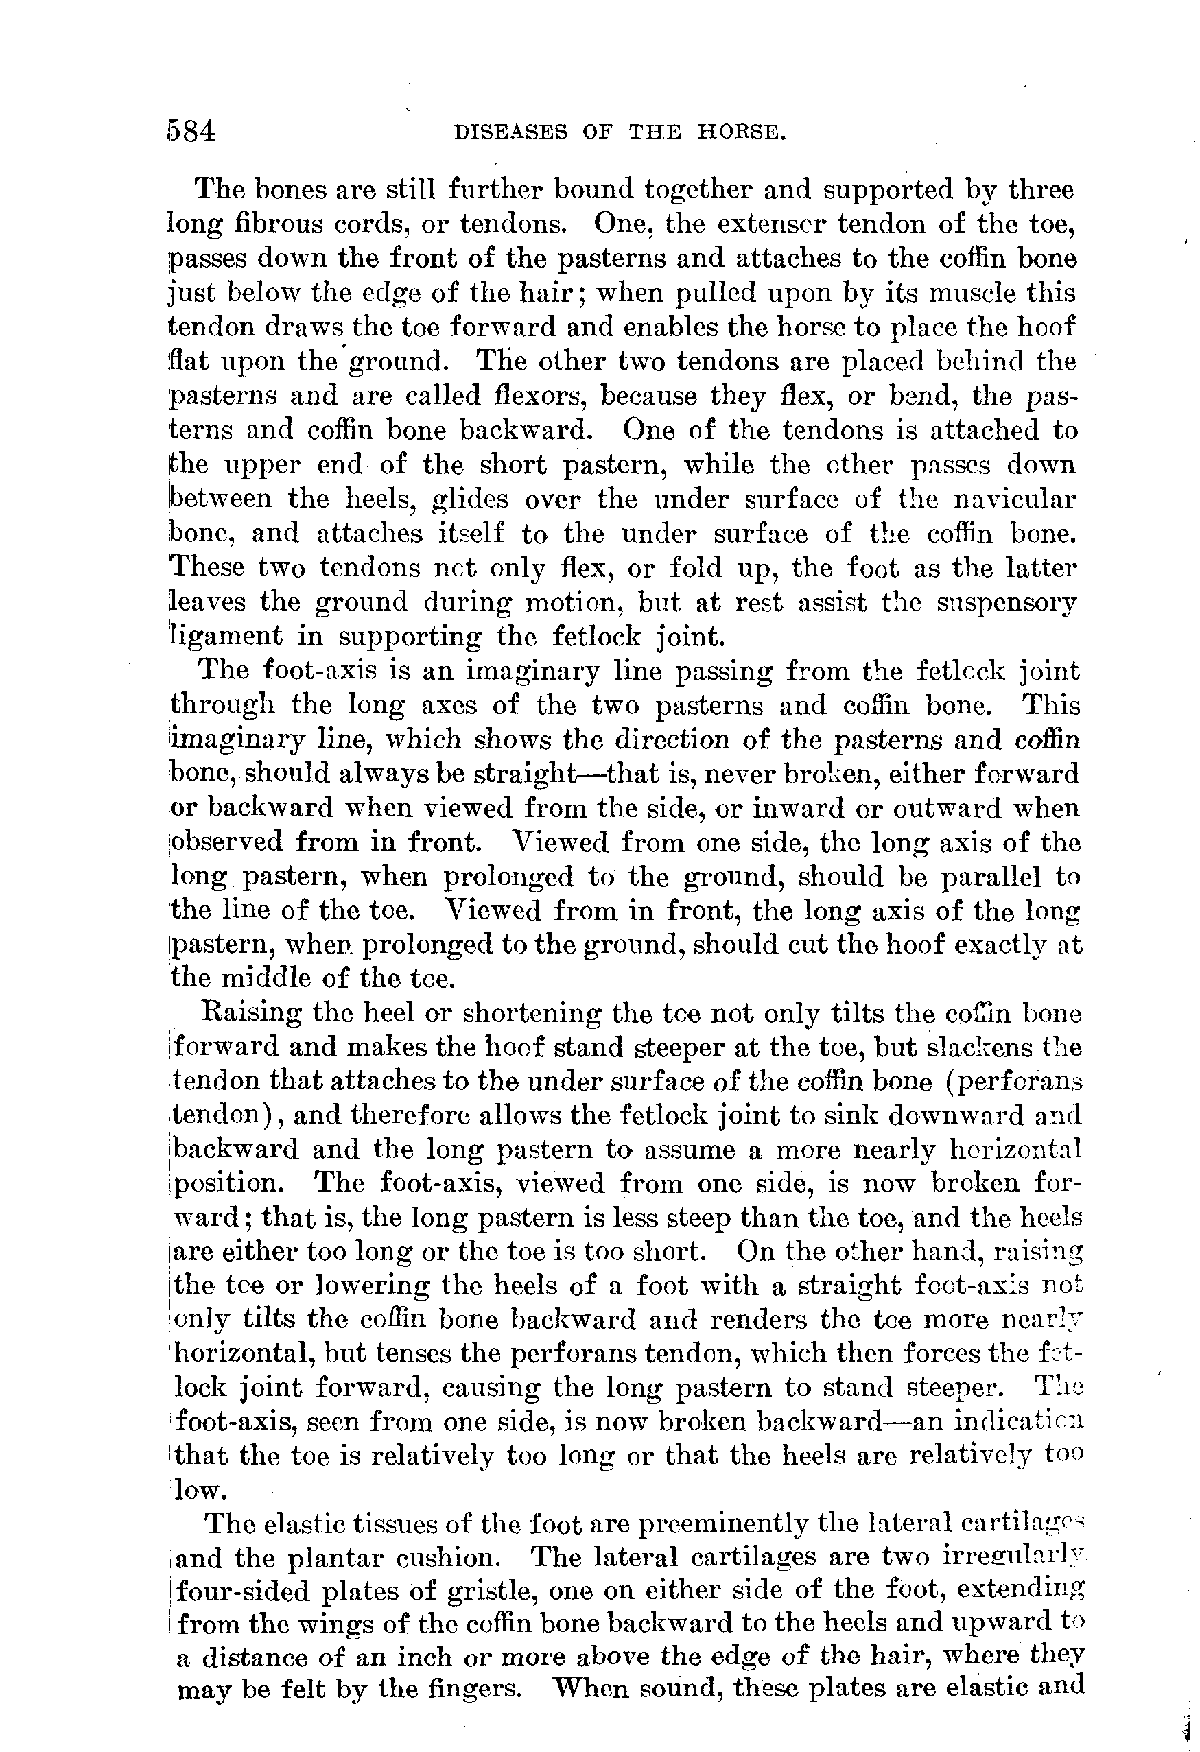 584 DISEASES OF THE HORSE.
The bones are still further bound together and supported by three
long fibrous cords, or tendons. One, the extensor tendon of the toe,
passes down the front of the pasterns and attaches to the coffin bone
just below the edge of the hair; when pulled upon by its muscle this
tendon draws the toe forward and enables the horse to place the hoof
flat upon the ground. The other two tendons are placed behind the
pasterns and are called flexors, because they flex, or bend, the pas-
terns and coffin bone backward. One of the tendons is attached to
the upper end of the short pastern, while the other passes down
between the heels, glides over the under surface of the navicular
bone, and attaches itself to the under surface of the coffin bone.
These two tendons not only flex, or fold up, the foot as the latter
leaves the ground during motion, but at rest assist the suspensory
ligament in supporting the fetlock joint.
The foot-axis is an imaginary line passing from the fetlock joint
through the long axes of the two pasterns and coffin bone. This
imaginary line, which shows the direction of the pasterns and coffin
bone, should always be straight—that is, never broken, either forward
or backward when viewed from the side, or inward or outward when
observed from in front. Viewed from one side, the long axis of the
long pastern, when prolonged to the ground, should be parallel to
the line of the toe. Viewed from in front, the long axis of the long
pastern, when prolonged to the ground, should cut the hoof exactly at
the middle of the toe.
Raising the heel or shortening the toe not only tilts the coffin bone
forward and makes the hoof stand steeper at the toe, but slackens the
tendon that attaches to the under surface of the coffin bone (perforans
tendon), and therefore allows the fetlock joint to sink downward and
backward and the long pastern to assume a more nearly horizontal
position. The foot-axis, viewed from one side, is now broken for-
ward; that is, the long pastern is less steep than the toe, and the heels
are either too long or the toe is too short. On the other hand, raising
the toe or lowering the heels of a foot with a straight foot-axis not
only tilts the coffin bone backward and renders the toe more nearly
horizontal, but tenses the perforans tendon, which then forces the fet-
lock joint forward, causing the long pastern to stand steeper. The
foot-axis, seen from one side, is now broken backward—an indication
that the toe is relatively too long or that the heels are relatively too
low.
The elastic tissues of the foot are preeminently the lateral cartilages
and the plantar cushion. The lateral cartilages are two irregularly
four-sided plates of gristle, one on either side of the foot, extending
from the wings of the coffin bone backward to the heels and upward to
a distance of an inch or more above the edge of the hair, where they
may be felt by the fingers. When sound, these plates are elastic and